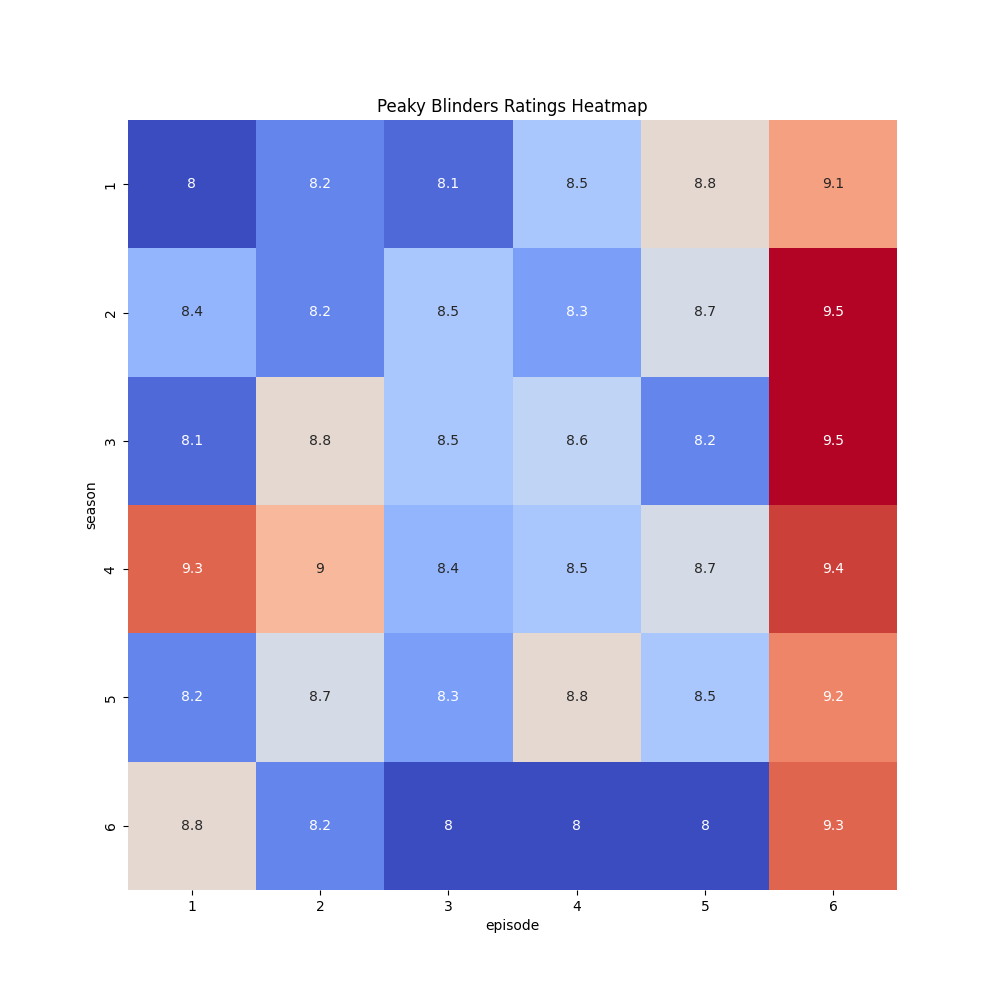 Peaky Blinders Ratings Heatmap
season
1 8 8.2 8.1 8.5 8.8 9.1
2 8.4 8.2 8.5 8.3 8.7 9.5
3 8.1 8.8 8.5 8.6 8.2 9.5
4 9.3 9 8.4 8.5 8.7 9.4
5 8.2 8.7 8.3 8.8 8.5 9.2
6 8.8 8.2 8 8 8 9.3
1 2 3 4 5 6
episode